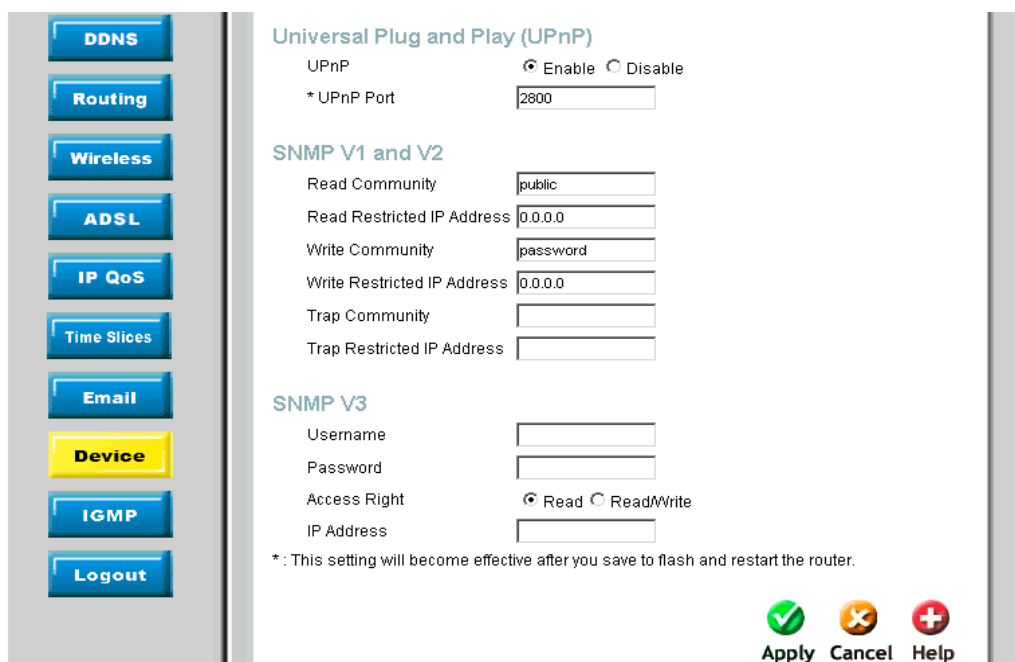 DDNS
Routing
Wireless
ADSL
IP QoS
Time Slices
Email
Device
IGMP
Logout
Universal Plug and Play (UPnP)
UPnP Enable Disable
* UPnP Port 2800
SNMP V1 and V2
Read Community public
Read Restricted IP Address 0.0.0.0
Write Community password
Write Restricted IP Address 0.0.0.0
Trap Community
Trap Restricted IP Address
SNMP V3
Username
Password
Access Right Read Read/Write
IP Address
* : This setting will become effective after you save to flash and restart the router.
Apply Cancel Help